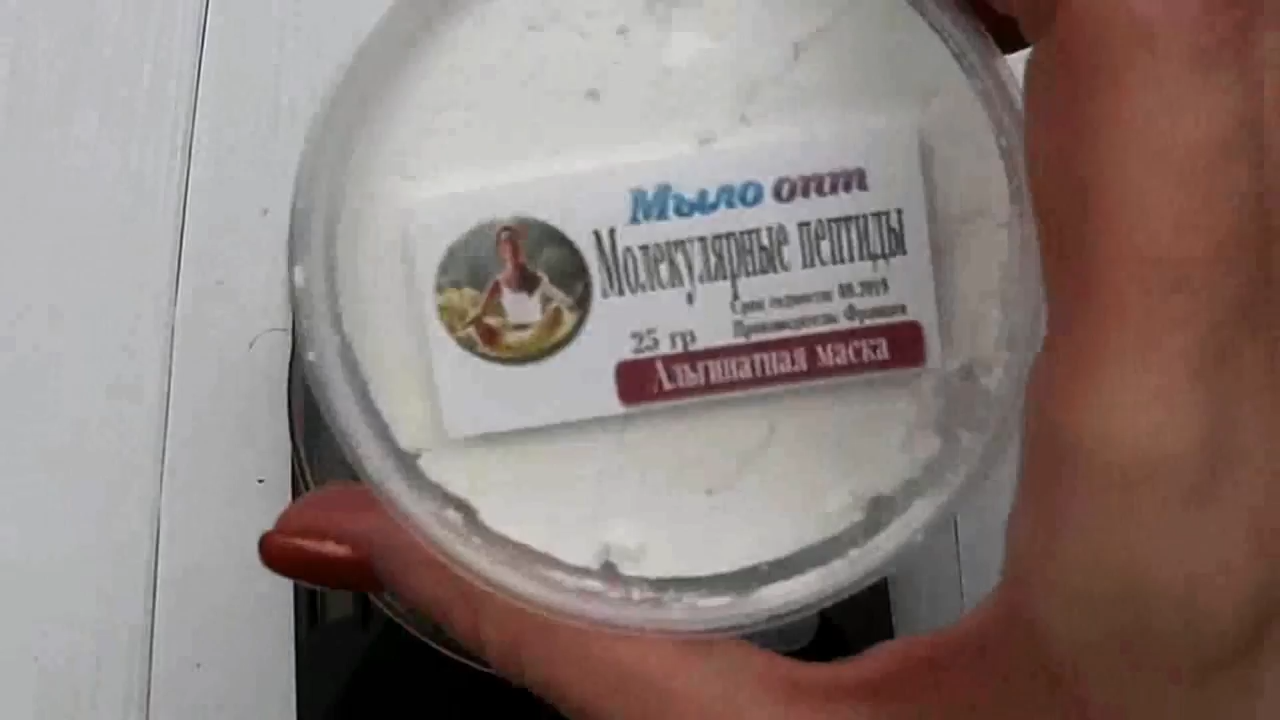 Мыло опт
Молекулярные пептиды
Срок годности 08.2019
25 гр
Производитель Франция
Альгинатная маска